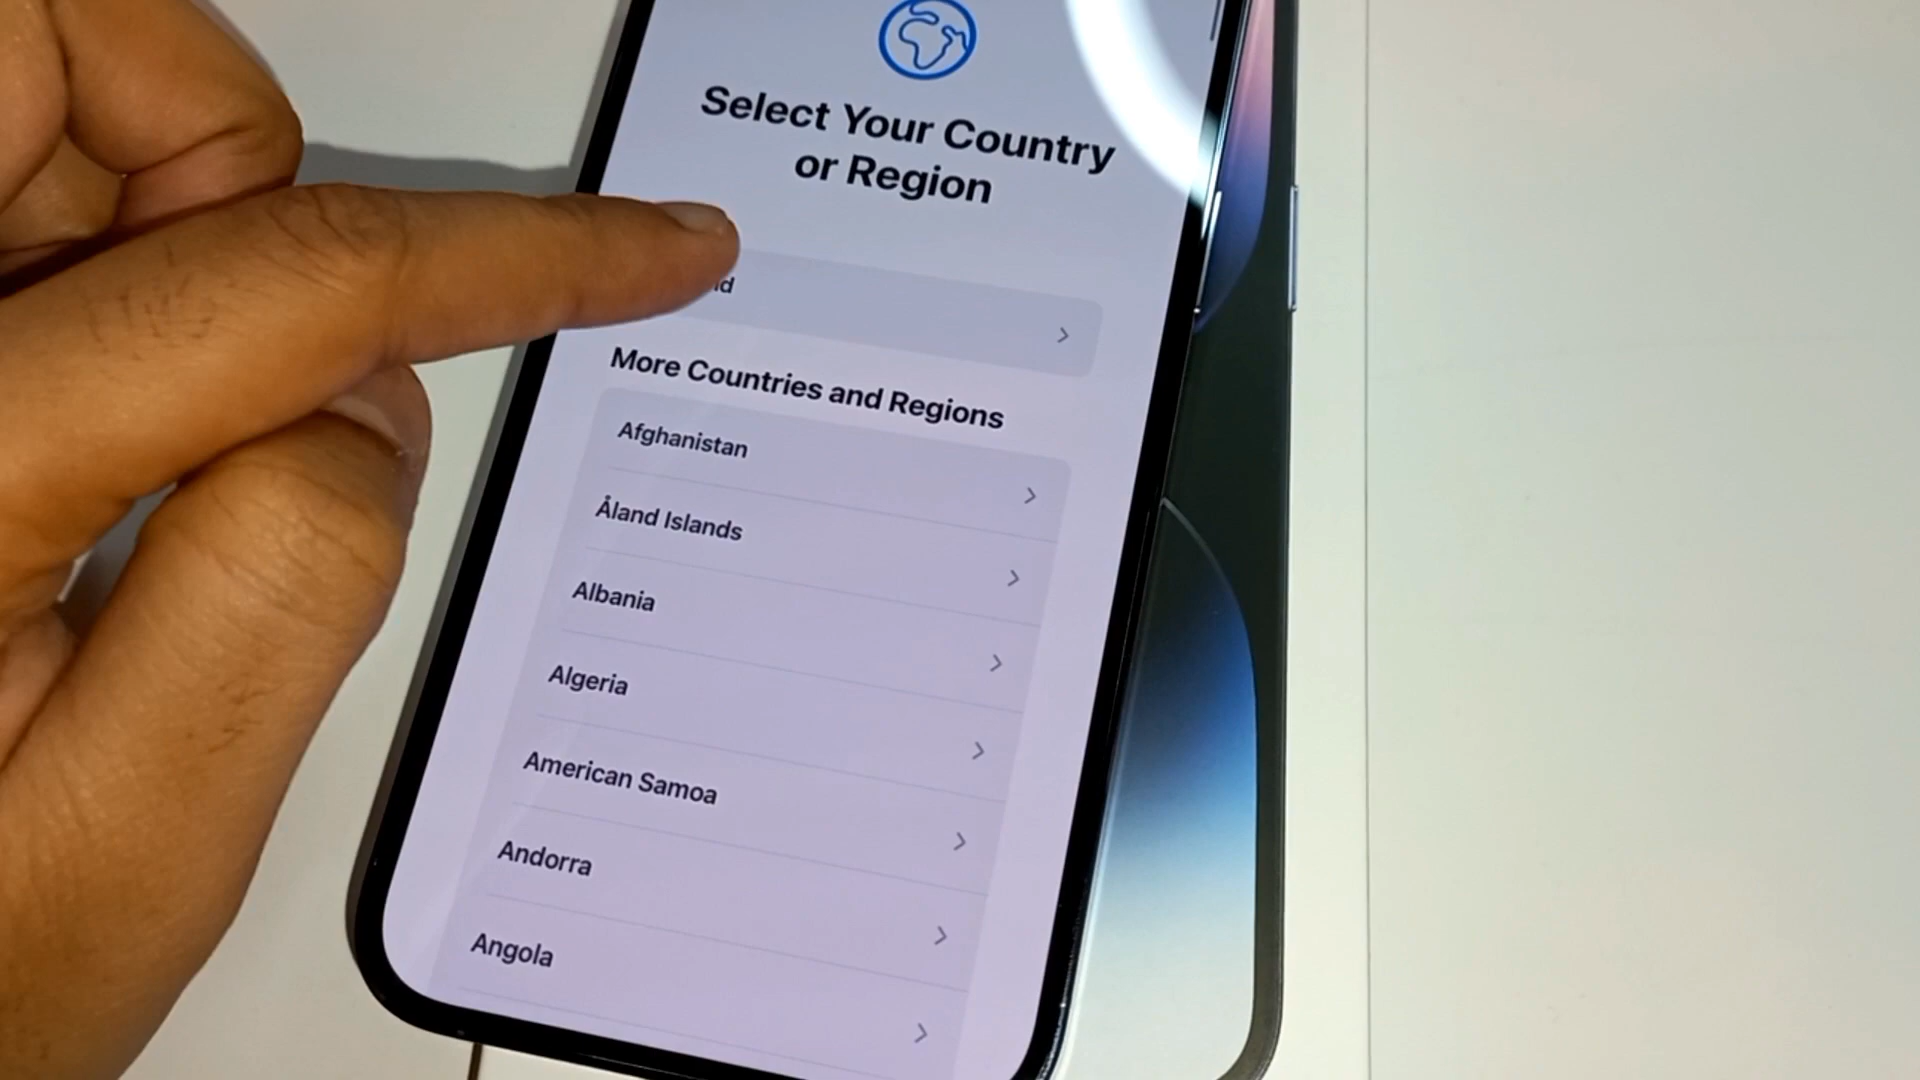 Select Your Country
or Region
More Countries and Regions
Afghanistan
Åland Islands
Albania
Algeria
American Samoa
Andorra
Angola